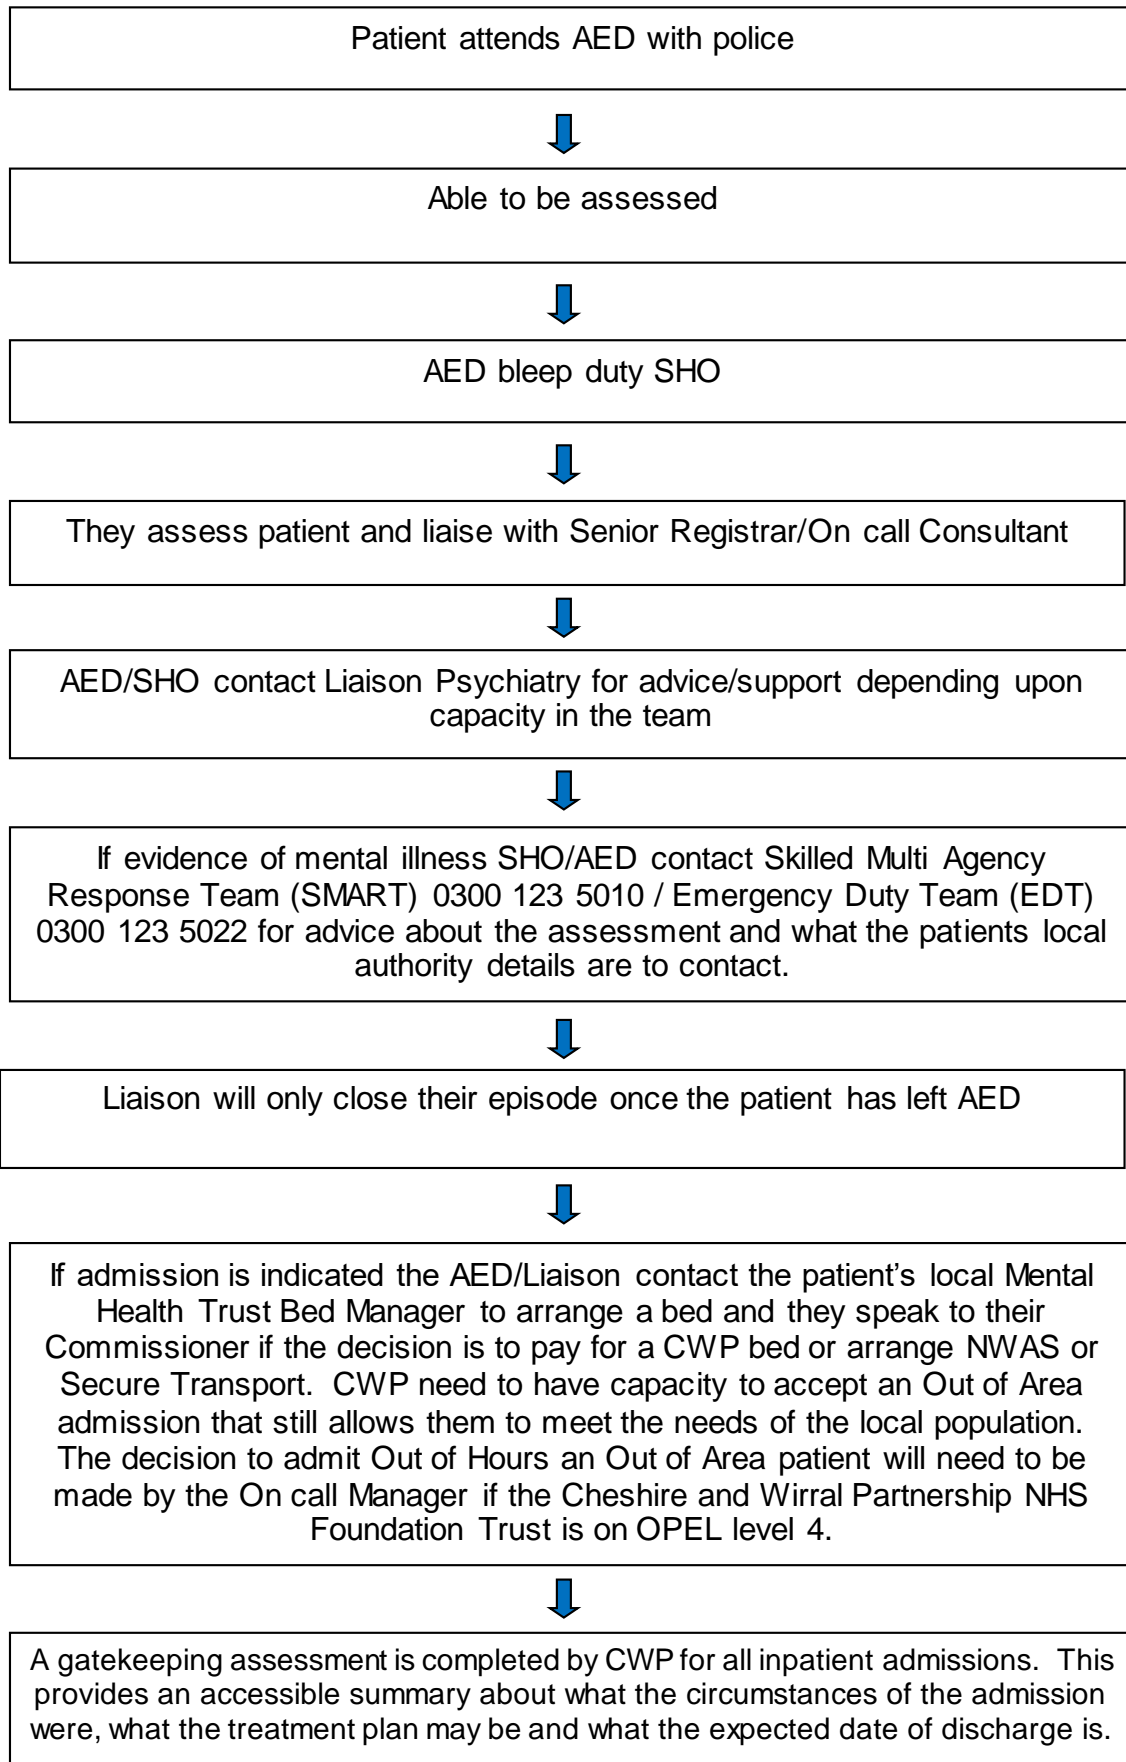 Patient attends AED with police
Able to be assessed
AED bleep duty SHO
They assess patient and liaise with Senior Registrar/On call Consultant
AED/SHO contact Liaison Psychiatry for advice/support depending upon
capacity in the team
If evidence of mental illness SHO/AED contact Skilled Multi Agency
Response Team (SMART) 0300 123 5010 / Emergency Duty Team (EDT)
0300 123 5022 for advice about the assessment and what the patients local
authority details are to contact.
Liaison will only close their episode once the patient has left AED
If admission is indicated the AED/Liaison contact the patient’s local Mental
Health Trust Bed Manager to arrange a bed and they speak to their
Commissioner if the decision is to pay for a CWP bed or arrange NWAS or
Secure Transport.  CWP need to have capacity to accept an Out of Area
admission that still allows them to meet the needs of the local population.
The decision to admit Out of Hours an Out of Area patient will need to be
made by the On call Manager if the Cheshire and Wirral Partnership NHS
Foundation Trust is on OPEL level 4.
A gatekeeping assessment is completed by CWP for all inpatient admissions.  This
provides an accessible summary about what the circumstances of the admission
were, what the treatment plan may be and what the expected date of discharge is.